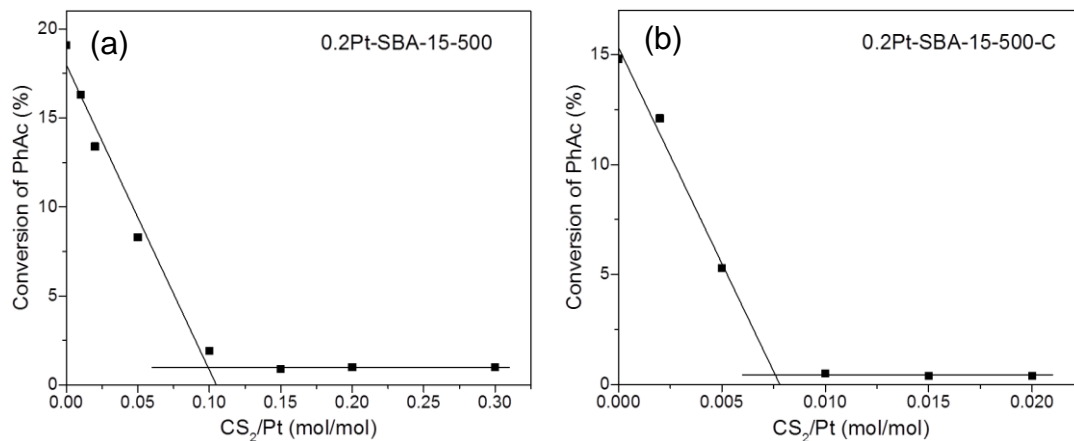 (a)
0.2Pt-SBA-15-500
Conversion of PhAc (%)
20
15
10
5
0
0.00 0.05 0.10 0.15 0.20 0.25 0.30
CS₂/Pt (mol/mol)
(b)
0.2Pt-SBA-15-500-C
Conversion of PhAc (%)
15
10
5
0
0.000 0.005 0.010 0.015 0.020
CS₂/Pt (mol/mol)